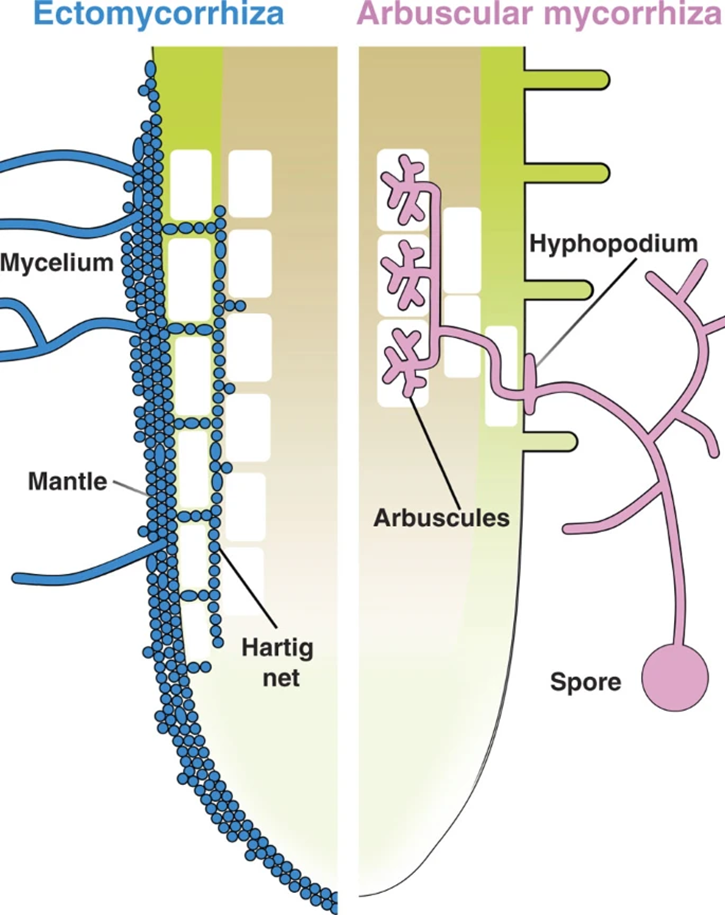 Ectomycorrhiza
Arbuscular mycorrhiza
Hyphopodium
Mycelium
Mantle
Arbuscules
Hartig
net
Spore